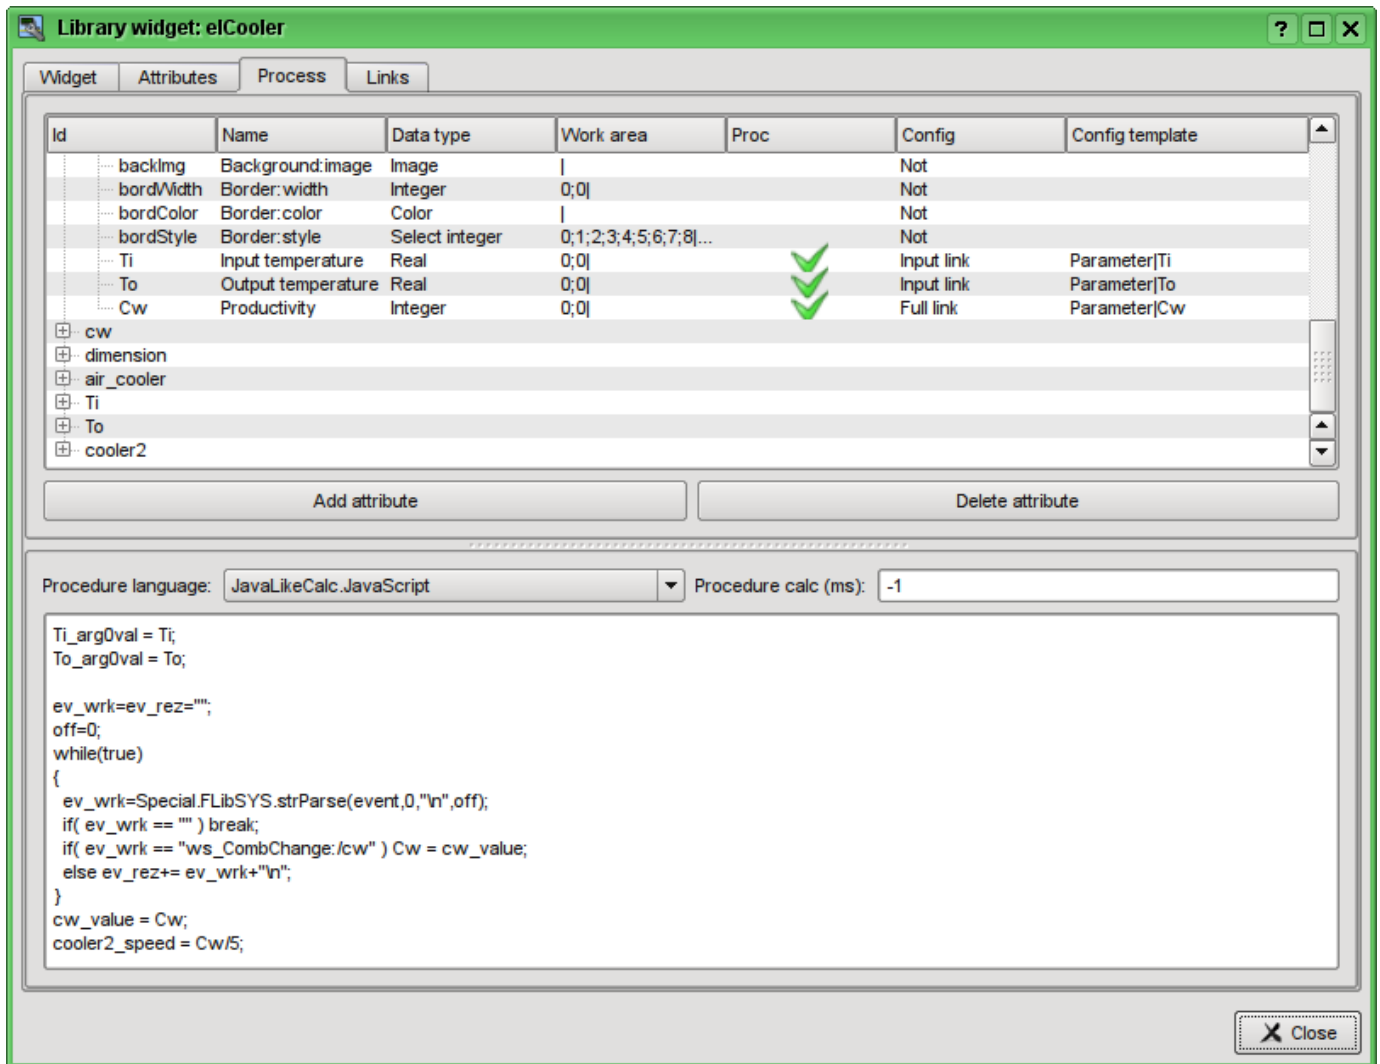 Library widget: elCooler
Widget Attributes Process Links
Id Name Data type Work area Proc Config Config template
backImg Background:image Image | Not
bordWidth Border:width Integer 0;0| Not
bordColor Border:color Color | Not
bordStyle Border:style Select integer 0;1;2;3;4;5;6;7;8|... Not
Ti Input temperature Real 0;0| Input link Parameter|Ti
To Output temperature Real 0;0| Input link Parameter|To
Cw Productivity Integer 0;0| Full link Parameter|Cw
cw
dimension
air_cooler
Ti
To
cooler2
Add attribute Delete attribute
Procedure language: JavaLikeCalc.JavaScript Procedure calc (ms): -1
Ti_arg0val = Ti;
To_arg0val = To;
ev_wrk=ev_rez="";
off=0;
while(true)
{
ev_wrk=Special.FLibSYS.strParse(event,0,"\n",off);
if( ev_wrk == "" ) break;
if( ev_wrk == "ws_CombChange:/cw" ) Cw = cw_value;
else ev_rez+= ev_wrk+"\n";
}
cw_value = Cw;
cooler2_speed = Cw/5;
Close